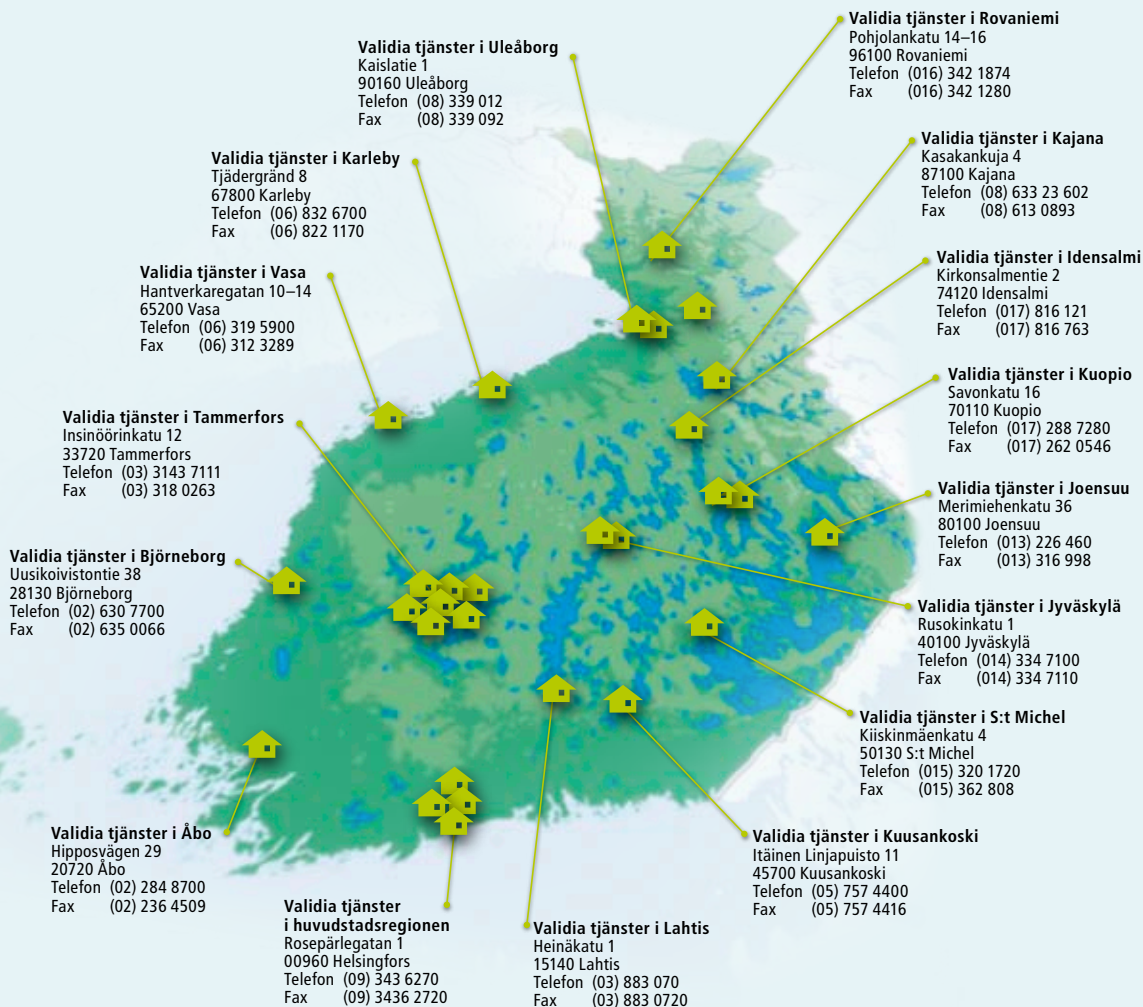 Validia tjänster i Rovaniemi
Pohjolankatu 14–16
96100 Rovaniemi
Telefon (016) 342 1874
Fax (016) 342 1280
Validia tjänster i Uleåborg
Kaislatie 1
90160 Uleåborg
Telefon (08) 339 012
Fax (08) 339 092
Validia tjänster i Kajana
Kasakankuja 4
87100 Kajana
Telefon (08) 633 23 602
Fax (08) 613 0893
Validia tjänster i Karleby
Tjädergränd 8
67800 Karleby
Telefon (06) 832 6700
Fax (06) 822 1170
Validia tjänster i Idensalmi
Kirkonsalmentie 2
74120 Idensalmi
Telefon (017) 816 121
Fax (017) 816 763
Validia tjänster i Vasa
Hantverkaregatan 10–14
65200 Vasa
Telefon (06) 319 5900
Fax (06) 312 3289
Validia tjänster i Kuopio
Savonkatu 16
70110 Kuopio
Telefon (017) 288 7280
Fax (017) 262 0546
Validia tjänster i Tammerfors
Insinöörinkatu 12
33720 Tammerfors
Telefon (03) 3143 7111
Fax (03) 318 0263
Validia tjänster i Joensuu
Merimiehenkatu 36
80100 Joensuu
Telefon (013) 226 460
Fax (013) 316 998
Validia tjänster i Björneborg
Uusikoivistontie 38
28130 Björneborg
Telefon (02) 630 7700
Fax (02) 635 0066
Validia tjänster i Jyväskylä
Rusokinkatu 1
40100 Jyväskylä
Telefon (014) 334 7100
Fax (014) 334 7110
Validia tjänster i S:t Michel
Kiiskinmäenkatu 4
50130 S:t Michel
Telefon (015) 320 1720
Fax (015) 362 808
Validia tjänster i Åbo
Hipposvägen 29
20720 Åbo
Telefon (02) 284 8700
Fax (02) 236 4509
Validia tjänster i Kuusankoski
Itäinen Linjapuisto 11
45700 Kuusankoski
Telefon (05) 757 4400
Fax (05) 757 4416
Validia tjänster
i huvudstadsregionen
Rosepärlegatan 1
00960 Helsingfors
Telefon (09) 343 6270
Fax (09) 3436 2720
Validia tjänster i Lahtis
Heinäkatu 1
15140 Lahtis
Telefon (03) 883 070
Fax (03) 883 0720